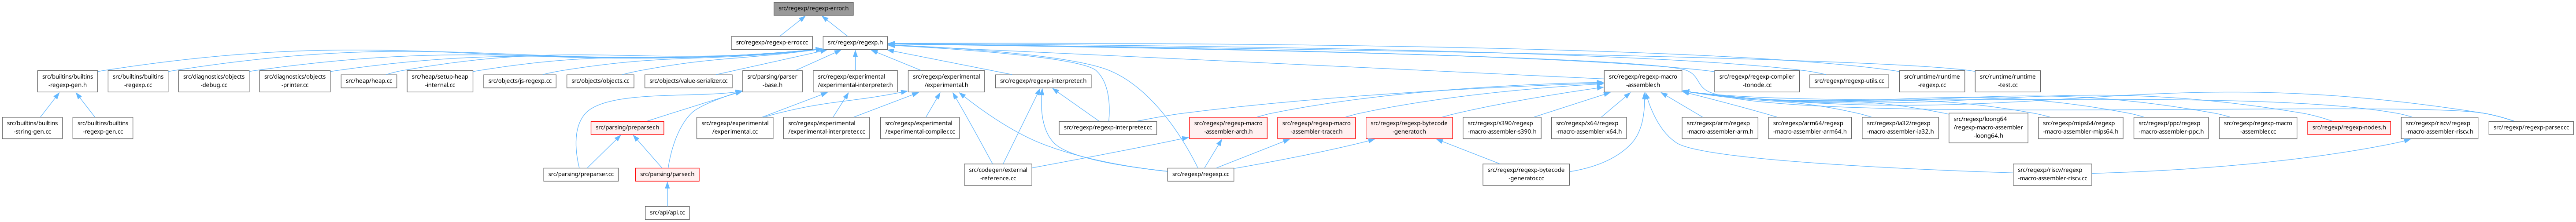 src/regexp/regexp-error.h
src/regexp/regexp-error.cc
src/regexp/regexp.h
src/builtins/builtins
-regexp-gen.h
src/builtins/builtins
-regexp.cc
src/diagnostics/objects
-debug.cc
src/diagnostics/objects
-printer.cc
src/heap/heap.cc
src/heap/setup-heap
-internal.cc
src/objects/js-regexp.cc
src/objects/objects.cc
src/objects/value-serializer.cc
src/parsing/parser
-base.h
src/regexp/experimental
/experimental-interpreter.h
src/regexp/experimental
/experimental.h
src/regexp/regexp-interpreter.h
src/regexp/regexp-macro
-assembler.h
src/regexp/regexp-compiler
-tonode.cc
src/regexp/regexp-utils.cc
src/runtime/runtime
-regexp.cc
src/runtime/runtime
-test.cc
src/builtins/builtins
-string-gen.cc
src/builtins/builtins
-regexp-gen.cc
src/parsing/preparser.h
src/regexp/experimental
/experimental.cc
src/regexp/experimental
/experimental-interpreter.cc
src/regexp/experimental
/experimental-compiler.cc
src/regexp/regexp-interpreter.cc
src/regexp/regexp-macro
-assembler-arch.h
src/regexp/regexp-macro
-assembler-tracer.h
src/regexp/regexp-bytecode
-generator.h
src/regexp/s390/regexp
-macro-assembler-s390.h
src/regexp/x64/regexp
-macro-assembler-x64.h
src/regexp/arm/regexp
-macro-assembler-arm.h
src/regexp/arm64/regexp
-macro-assembler-arm64.h
src/regexp/ia32/regexp
-macro-assembler-ia32.h
src/regexp/loong64
/regexp-macro-assembler
-loong64.h
src/regexp/mips64/regexp
-macro-assembler-mips64.h
src/regexp/ppc/regexp
-macro-assembler-ppc.h
src/regexp/regexp-macro
-assembler.cc
src/regexp/regexp-nodes.h
src/regexp/riscv/regexp
-macro-assembler-riscv.h
src/regexp/regexp-parser.cc
src/parsing/preparser.cc
src/parsing/parser.h
src/codegen/external
-reference.cc
src/regexp/regexp.cc
src/regexp/regexp-bytecode
-generator.cc
src/regexp/riscv/regexp
-macro-assembler-riscv.cc
src/api/api.cc